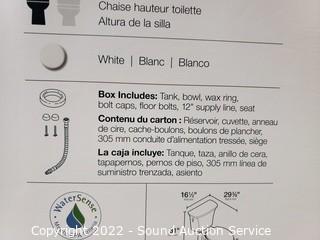 Chaise hauteur toilette
Altura de la silla
White | Blanc | Blanco
Box Includes: Tank, bowl, wax ring,
bolt caps, floor bolts, 12" supply line, seat
Contenu du carton : Réservoir, cuvette, anneau
de cire, cache-boulons, boulons de plancher,
305 mm conduite d'alimentation tressée, siège
La caja incluye: Tanque, taza, anillo de cera,
tapapernos, pernos de piso, 305 mm línea de
suministro trenzada, asiento
WaterSense
16½"
29¾"
Copyright 2022 - Sound Auction Service